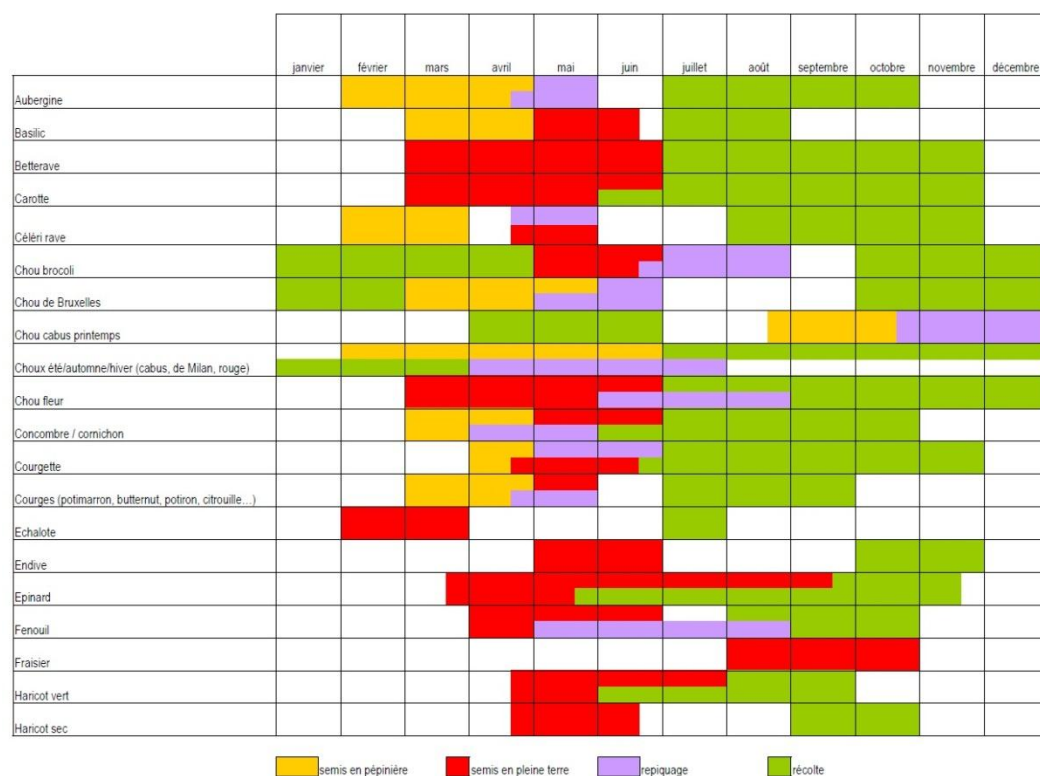 janvier février mars avril mai juin juillet août septembre octobre novembre décembre
Aubergine
Basilic
Betterave
Carotte
Céléri rave
Chou brocoli
Chou de Bruxelles
Chou cabus printemps
Choux été/automne/hiver (cabus, de Milan, rouge)
Chou fleur
Concombre / cornichon
Courgette
Courges (potimarron, butternut, potiron, citrouille…)
Echalote
Endive
Epinard
Fenouil
Fraisier
Haricot vert
Haricot sec
semis en pépinière semis en pleine terre repiquage récolte